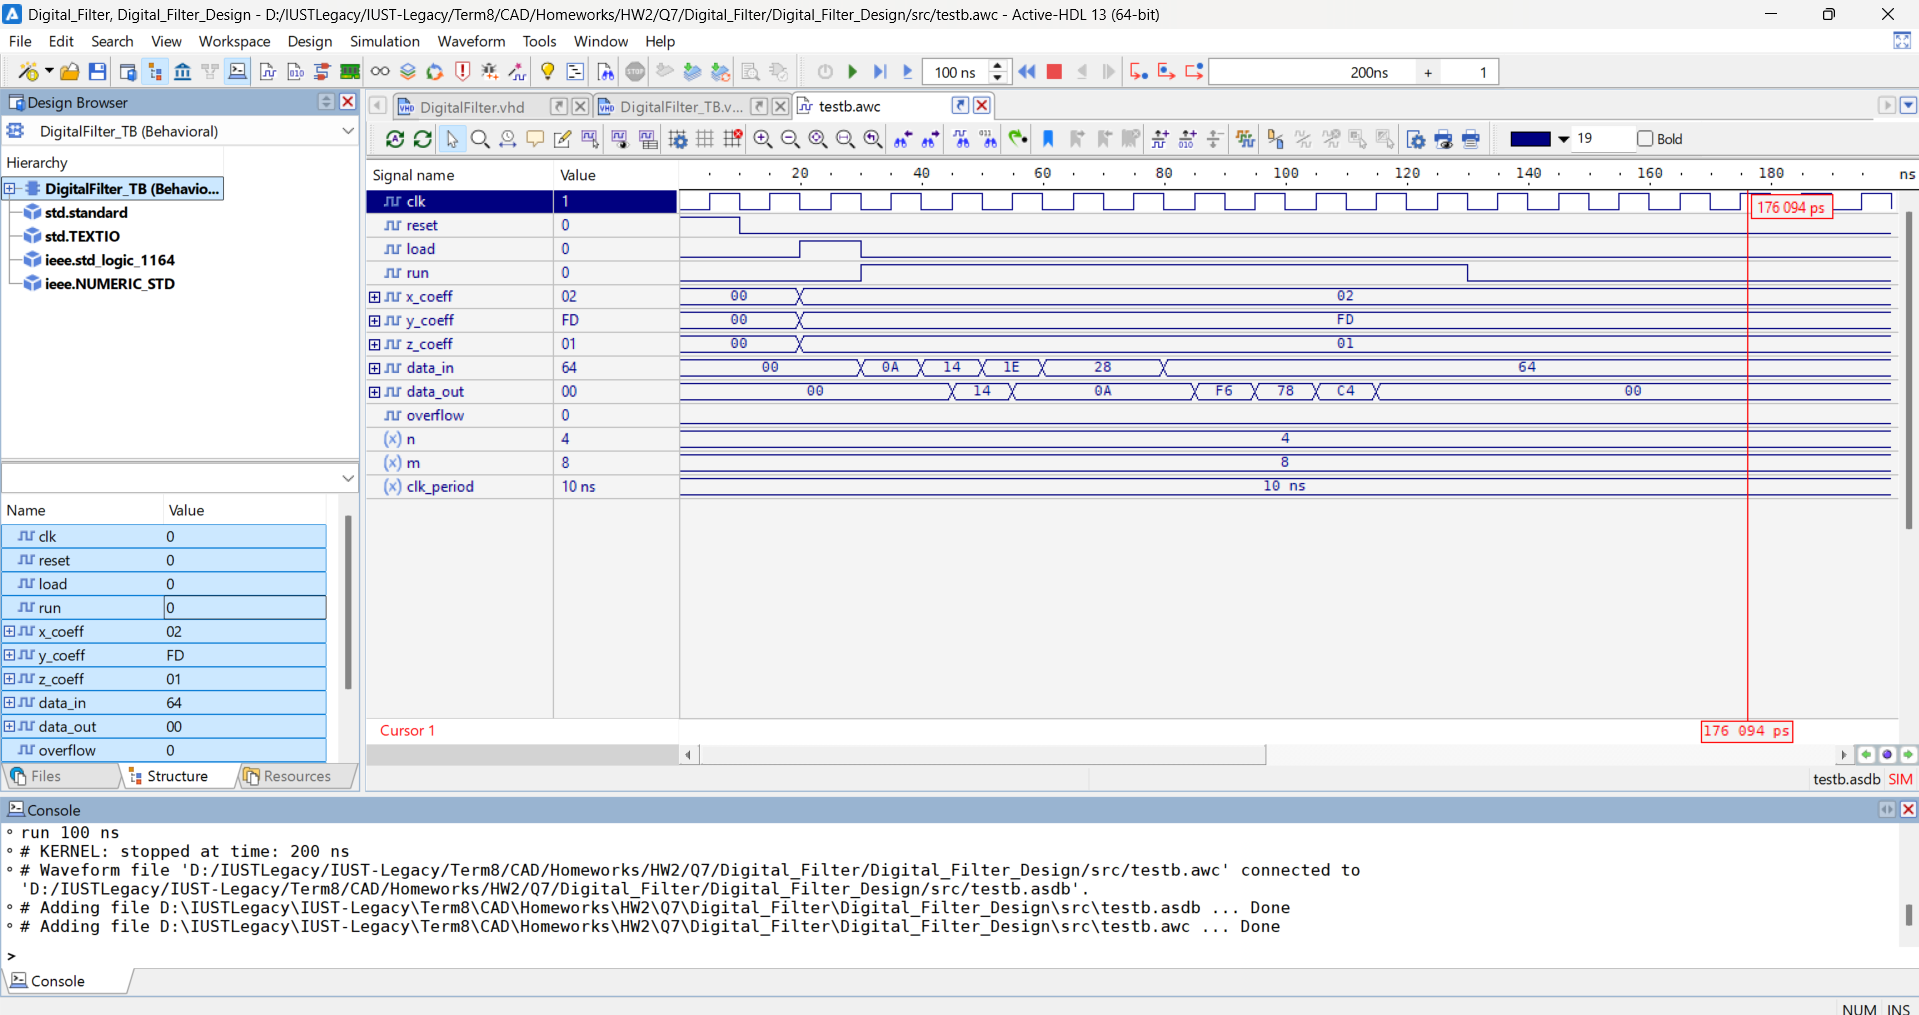 Digital_Filter, Digital_Filter_Design - D:/IUSTLegacy/IUST-Legacy/Term8/CAD/Homeworks/HW2/Q7/Digital_Filter/Digital_Filter_Design/src/testb.awc - Active-HDL 13 (64-bit)
File Edit Search View Workspace Design Simulation Waveform Tools Window Help
100 ns 200ns + 1
Design Browser
DigitalFilter.vhd DigitalFilter_TB.v... testb.awc
DigitalFilter_TB (Behavioral)
19 Bold
Hierarchy
DigitalFilter_TB (Behavio...
std.standard
std.TEXTIO
ieee.std_logic_1164
ieee.NUMERIC_STD
Name Value
clk 0
reset 0
load 0
run 0
x_coeff 02
y_coeff FD
z_coeff 01
data_in 64
data_out 00
overflow 0
Files Structure Resources
Signal name Value 20 40 60 80 100 120 140 160 180 ns
clk 1 176 094 ps
reset 0
load 0
run 0
x_coeff 02 00 02
y_coeff FD 00 FD
z_coeff 01 00 01
data_in 64 00 0A 14 1E 28 64
data_out 00 00 14 0A F6 78 C4 00
overflow 0
(x) n 4 4
(x) m 8 8
(x) clk_period 10 ns 10 ns
Cursor 1 176 094 ps
testb.asdb SIM
Console
run 100 ns
# KERNEL: stopped at time: 200 ns
# Waveform file 'D:/IUSTLegacy/IUST-Legacy/Term8/CAD/Homeworks/HW2/Q7/Digital_Filter/Digital_Filter_Design/src/testb.awc' connected to
'D:/IUSTLegacy/IUST-Legacy/Term8/CAD/Homeworks/HW2/Q7/Digital_Filter/Digital_Filter_Design/src/testb.asdb'.
# Adding file D:\IUSTLegacy\IUST-Legacy\Term8\CAD\Homeworks\HW2\Q7\Digital_Filter\Digital_Filter_Design\src\testb.asdb ... Done
# Adding file D:\IUSTLegacy\IUST-Legacy\Term8\CAD\Homeworks\HW2\Q7\Digital_Filter\Digital_Filter_Design\src\testb.awc ... Done
>
Console
NUM INS